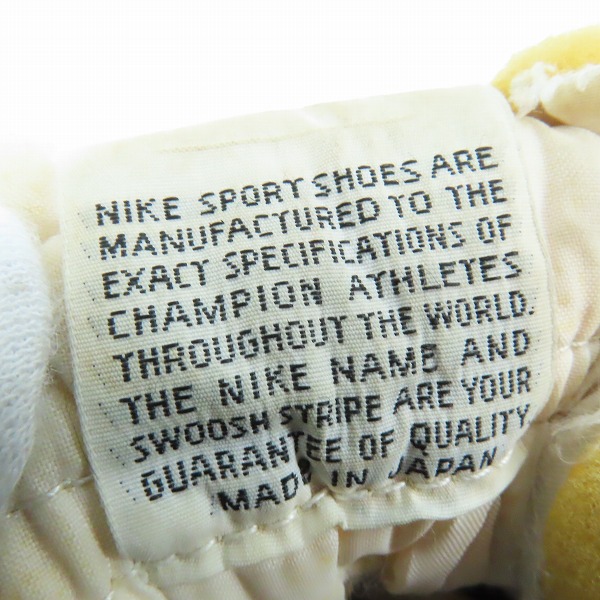 NIKE SPORT SHOES ARE
MANUFACTURED TO THE
EXACT SPECIFICATIONS OF
CHAMPION ATHLETES
THROUGHOUT THE WORLD.
THE NIKE NAME AND
SWOOSH STRIPE ARE YOUR
GUARANTEE OF QUALITY.
MADE IN JAPAN